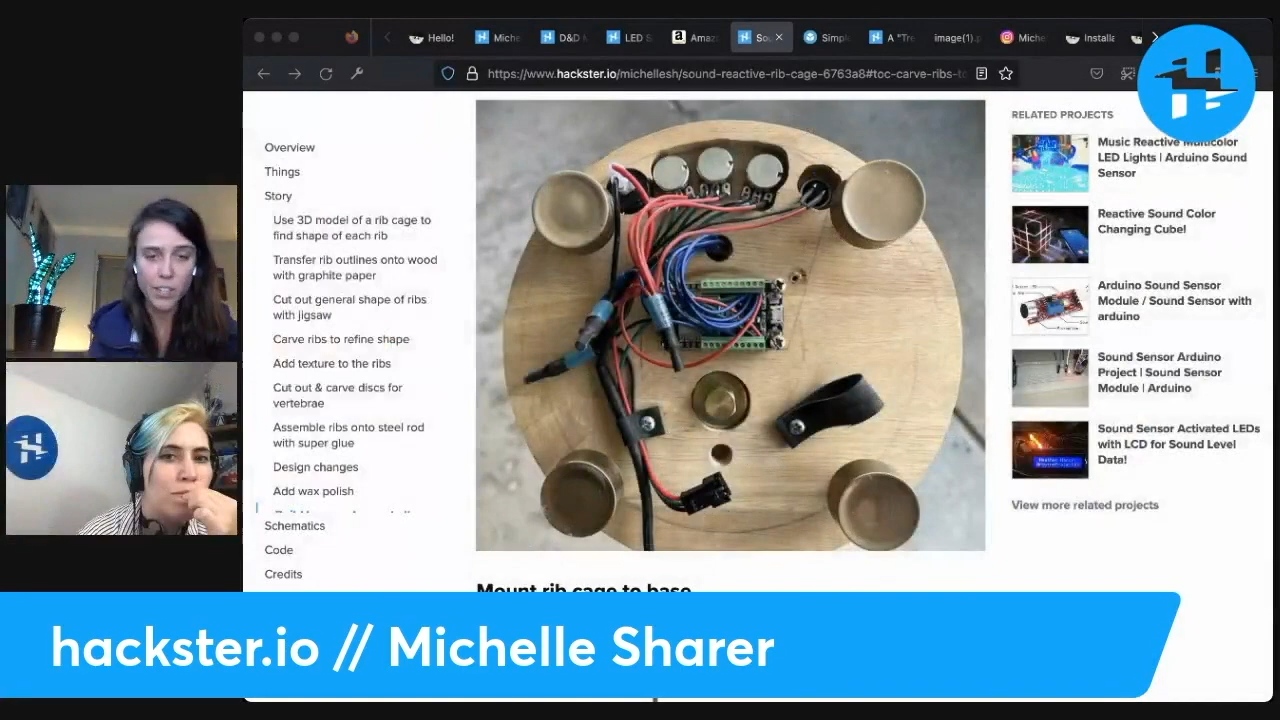 Hello!
Miche
D&D M
LED S
Amaz
So
Simpl
A "Tre
image(1).p
Miche
Installa
https://www.hackster.io/michellesh/sound-reactive-rib-cage-6763a8#toc-carve-ribs-to
Overview
Things
Story
Use 3D model of a rib cage to
find shape of each rib
Transfer rib outlines onto wood
with graphite paper
Cut out general shape of ribs
with jigsaw
Carve ribs to refine shape
Add texture to the ribs
Cut out & carve discs for
vertebrae
Assemble ribs onto steel rod
with super glue
Design changes
Add wax polish
Schematics
Code
Credits
Mount rib cage to base
RELATED PROJECTS
Music Reactive Multicolor
LED Lights | Arduino Sound
Sensor
Reactive Sound Color
Changing Cube!
Arduino Sound Sensor
Module / Sound Sensor with
arduino
Sound Sensor Arduino
Project | Sound Sensor
Module | Arduino
Sound Sensor Activated LEDs
with LCD for Sound Level
Data!
View more related projects
hackster.io // Michelle Sharer